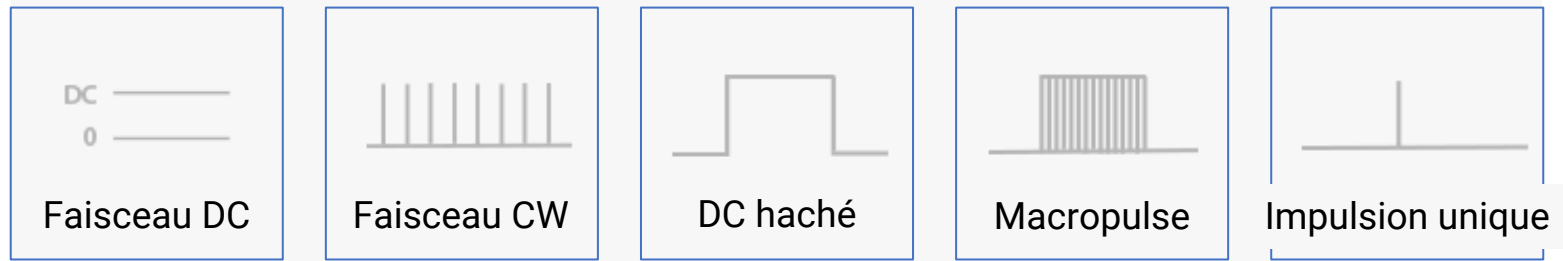 DC
0
Faisceau DC
Faisceau CW
DC haché
Macropulse
Impulsion unique